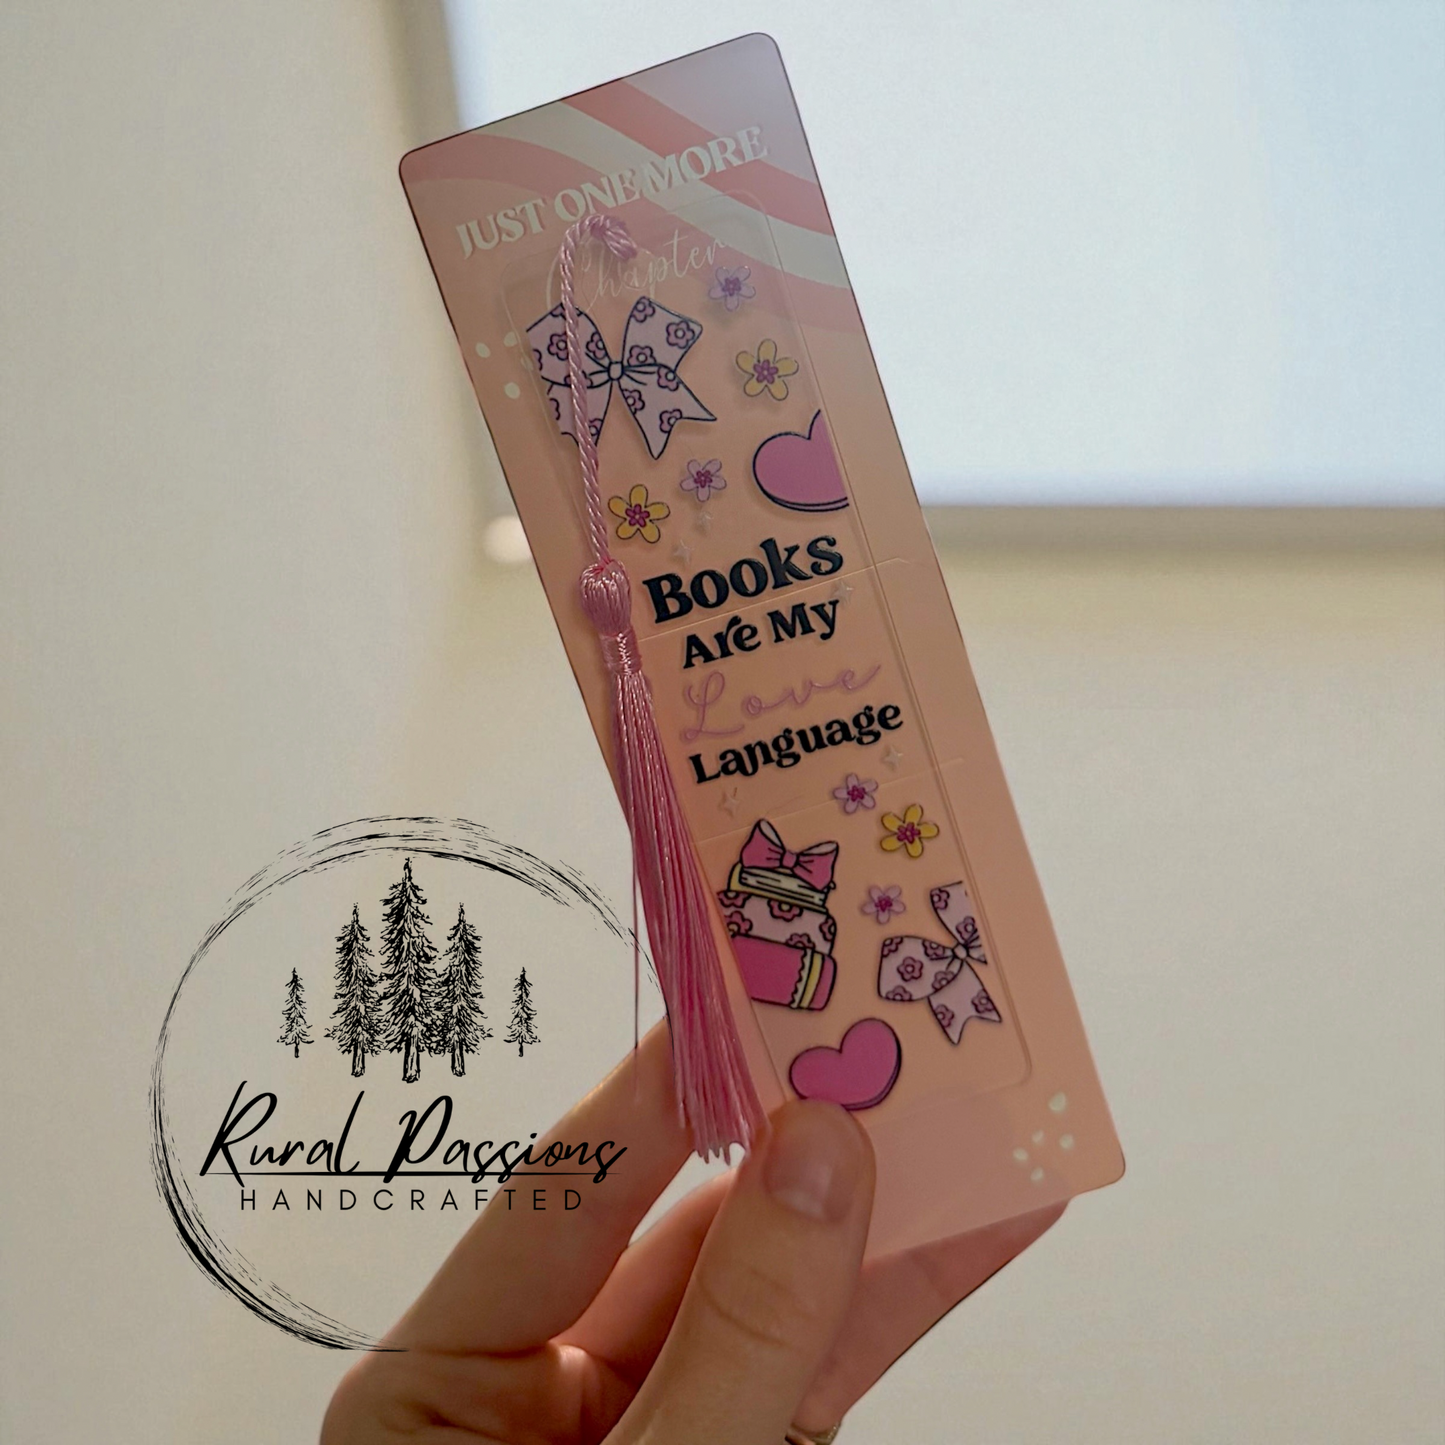 JUST ONE MORE
Chapter
Books
Are My
Love
Language
Rural Passions
HANDCRAFTED